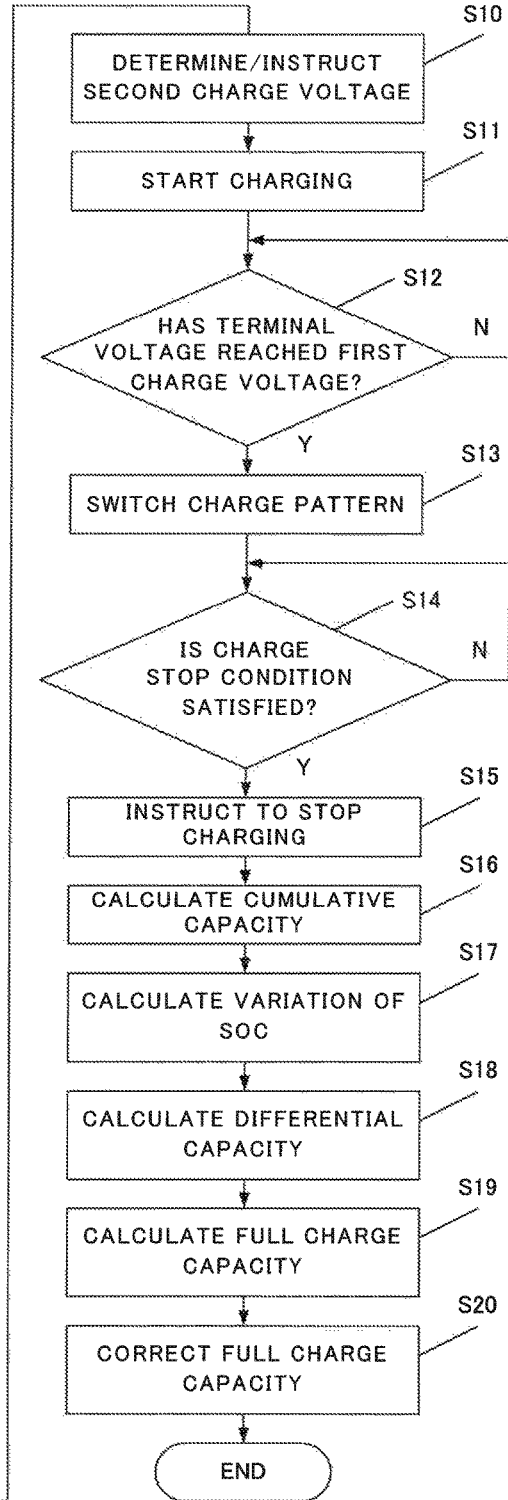 S10
DETERMINE/INSTRUCT
SECOND CHARGE VOLTAGE
S11
START CHARGING
S12
HAS TERMINAL
VOLTAGE REACHED FIRST
CHARGE VOLTAGE?
N
Y
S13
SWITCH CHARGE PATTERN
S14
IS CHARGE
STOP CONDITION
SATISFIED?
N
Y
S15
INSTRUCT TO STOP
CHARGING
S16
CALCULATE CUMULATIVE
CAPACITY
S17
CALCULATE VARIATION OF
SOC
S18
CALCULATE DIFFERENTIAL
CAPACITY
S19
CALCULATE FULL CHARGE
CAPACITY
S20
CORRECT FULL CHARGE
CAPACITY
END